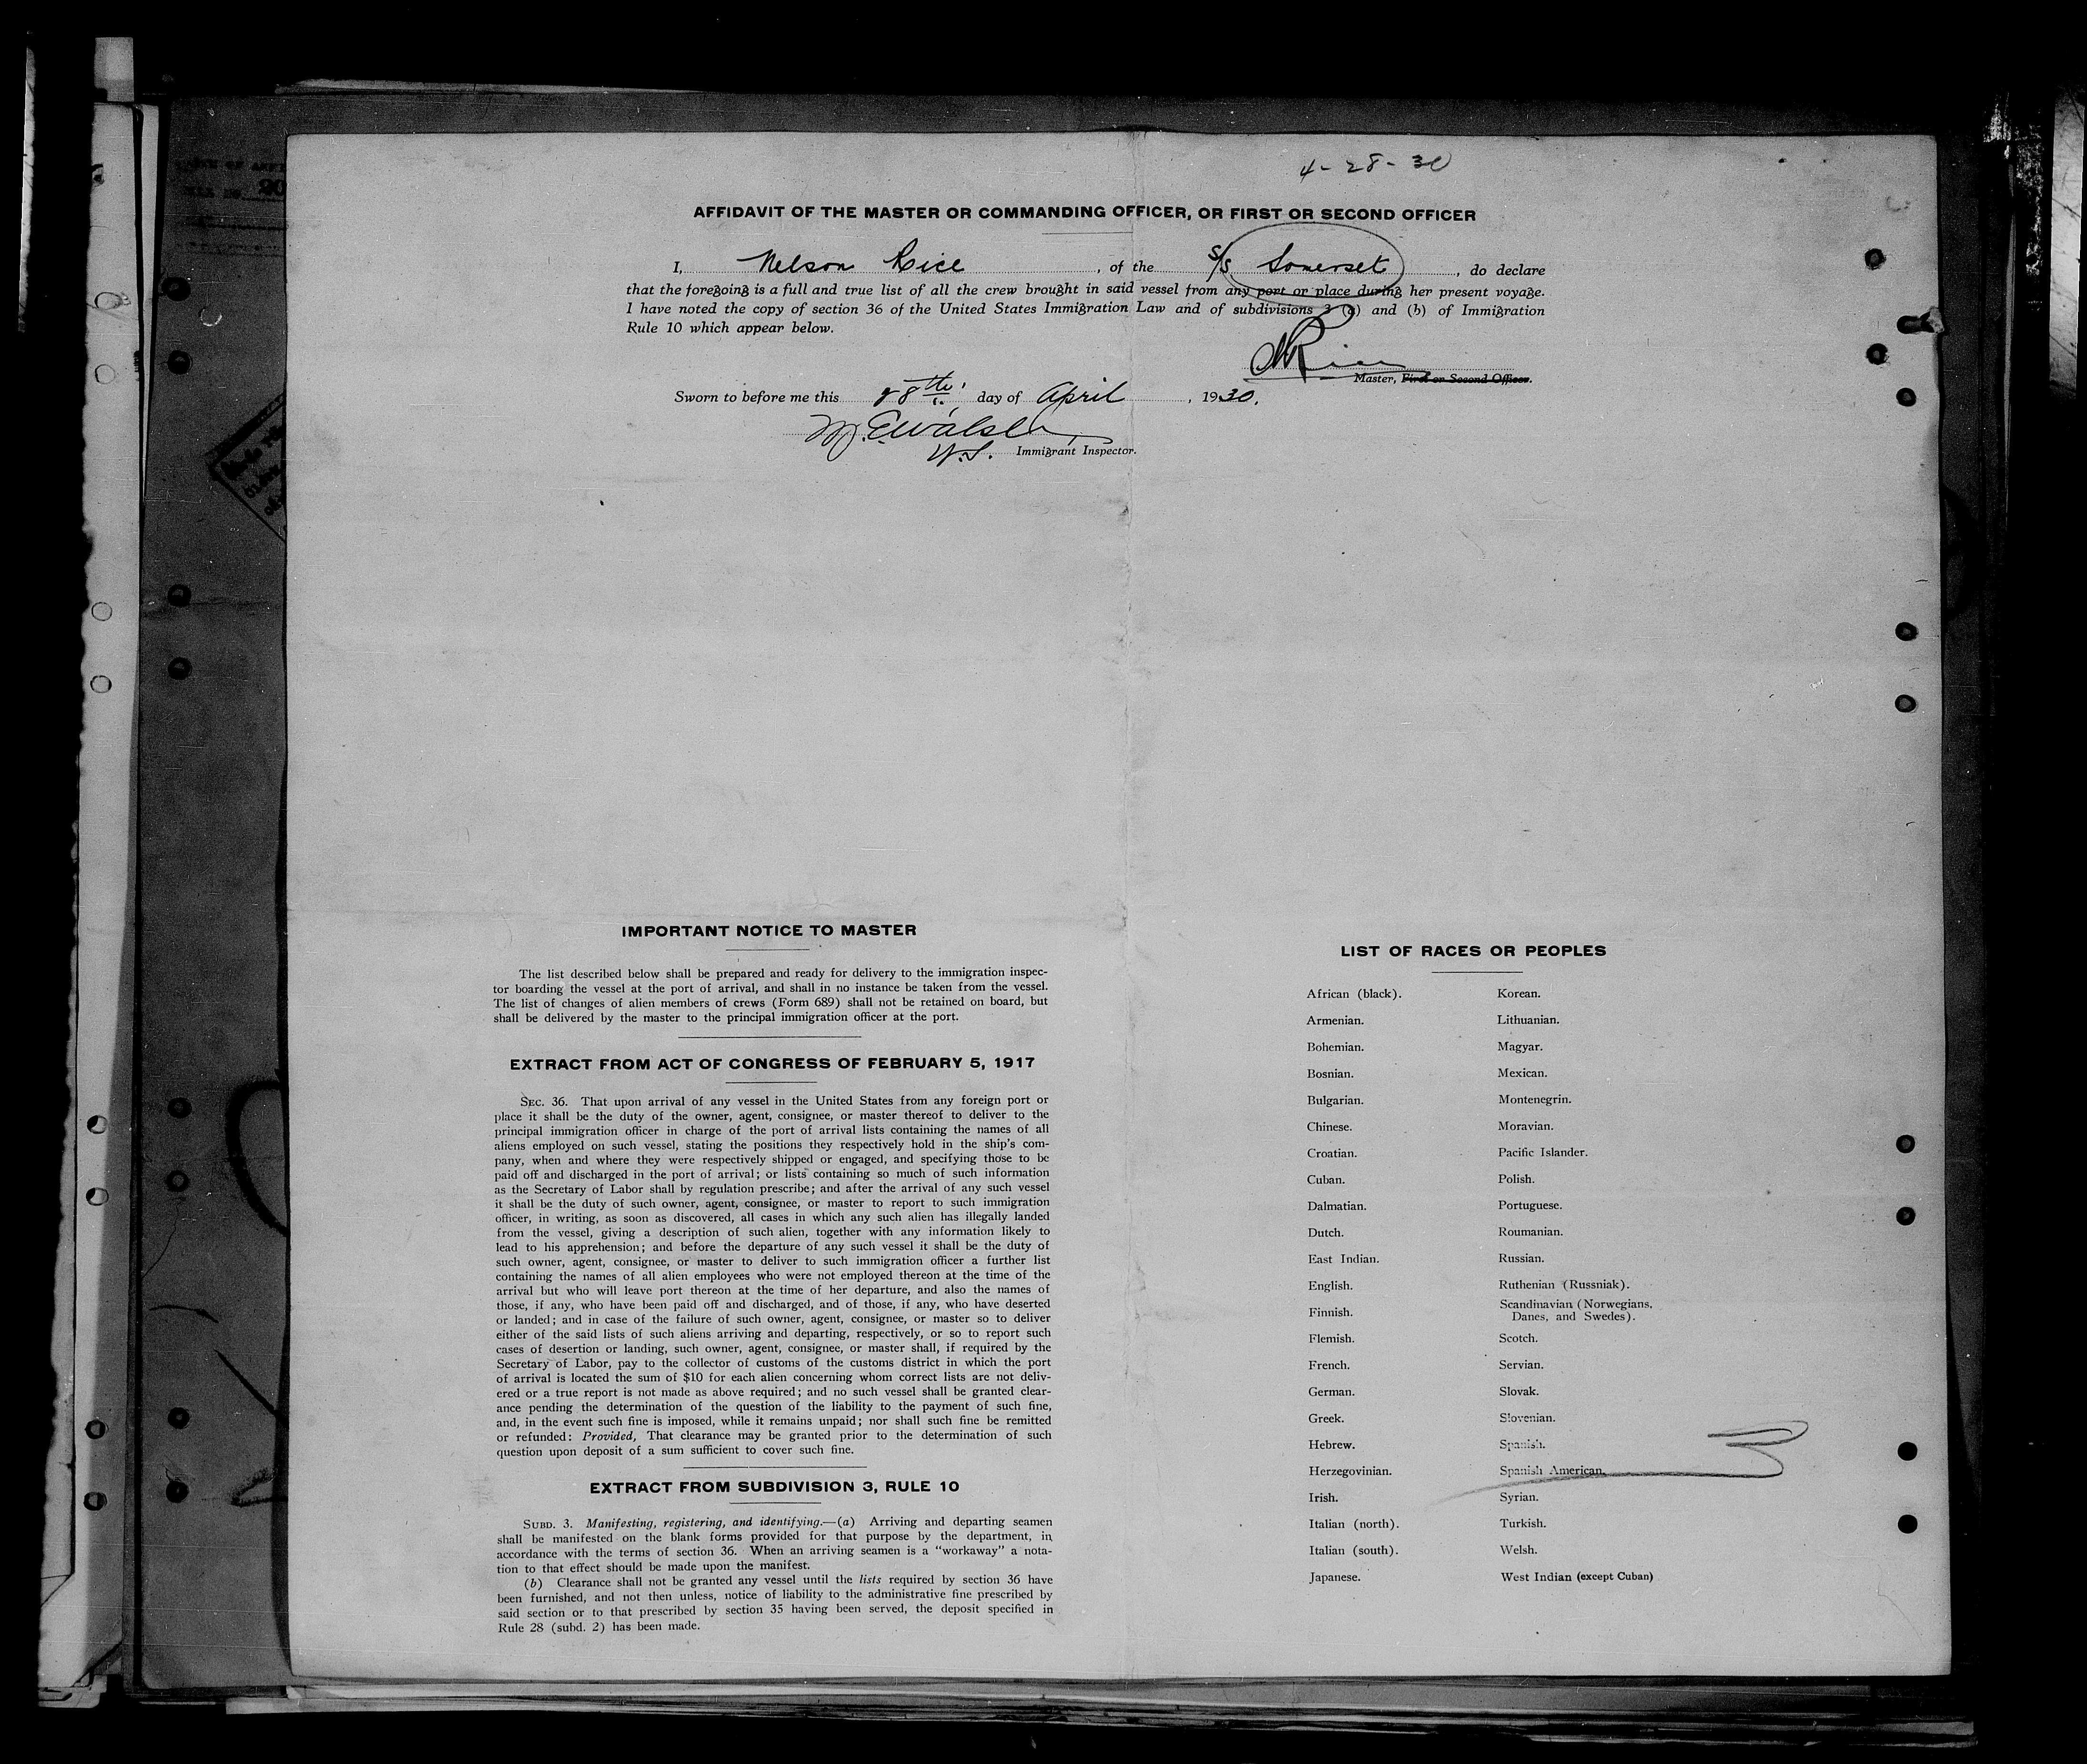 4-28-30
AFFIDAVIT OF THE MASTER OR COMMANDING OFFICER, OR FIRST OR SECOND OFFICER
I, Nelson Rice, of the S/S Somerset, do declare
that the foregoing is a full and true list of all the crew brought in said vessel from any port or place during her present voyage.
I have noted the copy of section 36 of the United States Immigration Law and of subdivisions 3 (a) and (b) of Immigration
Rule 10 which appear below.
NRice
Master, First or Second Officer.
Sworn to before me this 28th day of April, 1930.
M. E. Walsh
U.S. Immigrant Inspector.
IMPORTANT NOTICE TO MASTER
The list described below shall be prepared and ready for delivery to the immigration inspec-
tor boarding the vessel at the port of arrival, and shall in no instance be taken from the vessel.
The list of changes of alien members of crews (Form 689) shall not be retained on board, but
shall be delivered by the master to the principal immigration officer at the port.
EXTRACT FROM ACT OF CONGRESS OF FEBRUARY 5, 1917
SEC. 36. That upon arrival of any vessel in the United States from any foreign port or
place it shall be the duty of the owner, agent, consignee, or master thereof to deliver to the
principal immigration officer in charge of the port of arrival lists containing the names of all
aliens employed on such vessel, stating the positions they respectively hold in the ship's com-
pany, when and where they were respectively shipped or engaged, and specifying those to be
paid off and discharged in the port of arrival; or lists containing so much of such information
as the Secretary of Labor shall by regulation prescribe; and after the arrival of any such vessel
it shall be the duty of such owner, agent, consignee, or master to report to such immigration
officer, in writing, as soon as discovered, all cases in which any such alien has illegally landed
from the vessel, giving a description of such alien, together with any information likely to
lead to his apprehension; and before the departure of any such vessel it shall be the duty of
such owner, agent, consignee, or master to deliver to such immigration officer a further list
containing the names of all alien employees who were not employed thereon at the time of the
arrival but who will leave port thereon at the time of her departure, and also the names of
those, if any, who have been paid off and discharged, and of those, if any, who have deserted
or landed; and in case of the failure of such owner, agent, consignee, or master so to deliver
either of the said lists of such aliens arriving and departing, respectively, or so to report such
cases of desertion or landing, such owner, agent, consignee, or master shall, if required by the
Secretary of Labor, pay to the collector of customs of the customs district in which the port
of arrival is located the sum of $10 for each alien concerning whom correct lists are not deliv-
ered or a true report is not made as above required; and no such vessel shall be granted clear-
ance pending the determination of the question of the liability to the payment of such fine,
and, in the event such fine is imposed, while it remains unpaid; nor shall such fine be remitted
or refunded: Provided, That clearance may be granted prior to the determination of such
question upon deposit of a sum sufficient to cover such fine.
EXTRACT FROM SUBDIVISION 3, RULE 10
SUBD. 3. Manifesting, registering, and identifying.—(a) Arriving and departing seamen
shall be manifested on the blank forms provided for that purpose by the department, in
accordance with the terms of section 36. When an arriving seamen is a "workaway" a nota-
tion to that effect should be made upon the manifest.
(b) Clearance shall not be granted any vessel until the lists required by section 36 have
been furnished, and not then unless, notice of liability to the administrative fine prescribed by
said section or to that prescribed by section 35 having been served, the deposit specified in
Rule 28 (subd. 2) has been made.
LIST OF RACES OR PEOPLES
African (black).
Armenian.
Bohemian.
Bosnian.
Bulgarian.
Chinese.
Croatian.
Cuban.
Dalmatian.
Dutch.
East Indian.
English.
Finnish.
Flemish.
French.
German.
Greek.
Hebrew.
Herzegovinian.
Irish.
Italian (north).
Italian (south).
Japanese.
Korean.
Lithuanian.
Magyar.
Mexican.
Montenegrin.
Moravian.
Pacific Islander.
Polish.
Portuguese.
Roumanian.
Russian.
Ruthenian (Russniak).
Scandinavian (Norwegians,
Danes, and Swedes).
Scotch.
Servian.
Slovak.
Slovenian.
Spanish.
Spanish American.
Syrian.
Turkish.
Welsh.
West Indian (except Cuban)